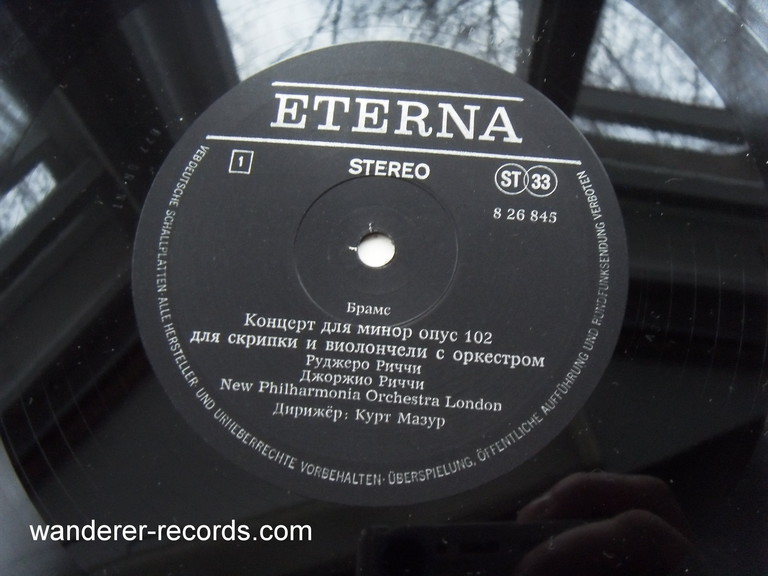 ETERNA
1
STEREO
ST 33
8 26 845
Брамс
Концерт для минор опус 102
для скрипки и виолончели с оркестром
Руджеро Риччи
Джоржио Риччи
New Philharmonia Orchestra London
Дирижёр: Курт Мазур
VEB DEUTSCHE SCHALLPLATTEN · ALLE HERSTELLER- UND URHEBERRECHTE VORBEHALTEN · ÜBERSPIELUNG, ÖFFENTLICHE AUFFÜHRUNG UND RUNDFUNKSENDUNG VERBOTEN
wanderer-records.com